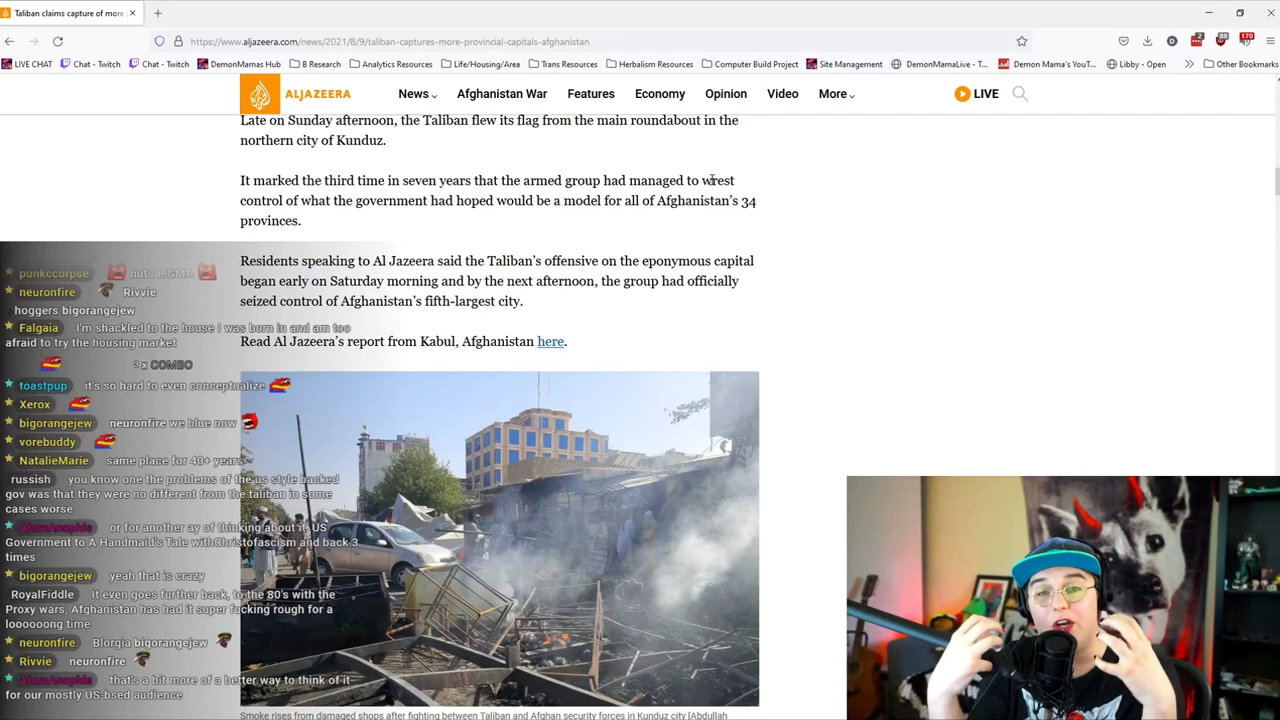 Taliban claims capture of more
https://www.aljazeera.com/news/2021/8/9/taliban-captures-more-provincial-capitals-afghanistan
2
88
170
LIVE CHAT
Chat - Twitch
Chat - Twitch
DemonMamas Hub
B Research
Analytics Resources
Life/Housing/Area
Trans Resources
Herbalism Resources
Computer Build Project
Site Management
DemonMamaLive - T...
Demon Mama's YouT...
Libby - Open
Other Bookmarks
ALJAZEERA
News
Afghanistan War
Features
Economy
Opinion
Video
More
LIVE
Late on Sunday afternoon, the Taliban flew its flag from the main roundabout in the
northern city of Kunduz.
It marked the third time in seven years that the armed group had managed to wrest
control of what the government had hoped would be a model for all of Afghanistan's 34
provinces.
Residents speaking to Al Jazeera said the Taliban's offensive on the eponymous capital
began early on Saturday morning and by the next afternoon, the group had officially
seized control of Afghanistan's fifth-largest city.
Read Al Jazeera's report from Kabul, Afghanistan here.
Smoke rises from damaged shops after fighting between Taliban and Afghan security forces in Kunduz city [Abdullah
punkccorpse nuts LIGMA
neuronfire Rivvie
hoggers bigorangejew
Falgaia I'm shackled to the house I was born in and am too
afraid to try the housing market
3 x COMBO
toastpup it's so hard to even conceptualize
Xerox
bigorangejew neuronfire we blue now
vorebuddy
NatalieMarie same place for 40+ years
russish you know one the problems of the us style backed
gov was that they were no different from the taliban in some
cases worse
AloraAnophis or for another ay of thinking about it, US
Government to A Handmaid's Tale withChristofascism and back 3
times
bigorangejew yeah that is crazy
RoyalFiddle It even goes further back, to the 80's with the
Proxy wars, Afghanistan has had it super fucking rough for a
loooooong time
neuronfire Blorgia bigorangejew
Rivvie neuronfire
AloraAnophis that's a bit more of a better way to think of it
for our mostly US-bsed audience